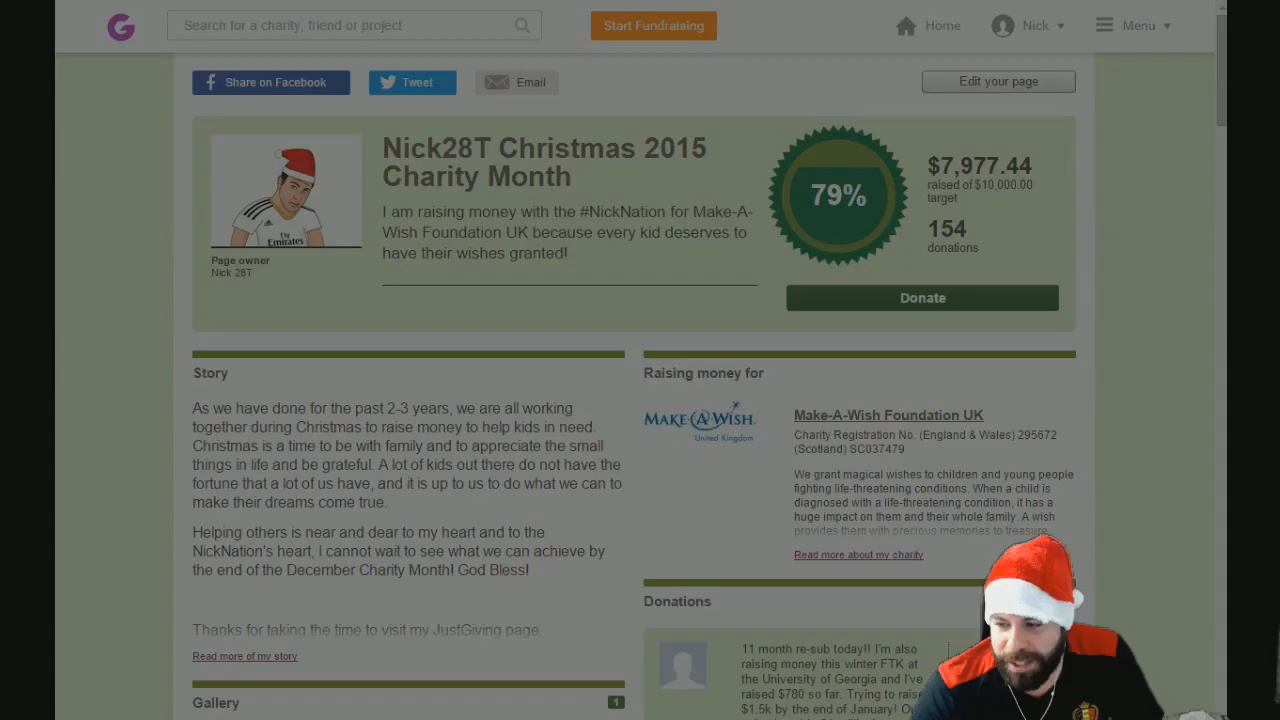 Search for a charity, friend or project
Start Fundraising
Home
Nick
Menu
Share on Facebook
Tweet
Email
Edit your page
Nick28T Christmas 2015
Charity Month
I am raising money with the #NickNation for Make-A-
Wish Foundation UK because every kid deserves to
have their wishes granted!
Fly
Emirates
Page owner
Nick 28T
79%
$7,977.44
raised of $10,000.00
target
154
donations
Donate
Story
As we have done for the past 2-3 years, we are all working
together during Christmas to raise money to help kids in need.
Christmas is a time to be with family and to appreciate the small
things in life and be grateful. A lot of kids out there do not have the
fortune that a lot of us have, and it is up to us to do what we can to
make their dreams come true.
Helping others is near and dear to my heart and to the
NickNation's heart, I cannot wait to see what we can achieve by
the end of the December Charity Month! God Bless!
Thanks for taking the time to visit my JustGiving page.
Read more of my story
Gallery
1
Raising money for
MAKE-A-WISH.
United Kingdom
Make-A-Wish Foundation UK
Charity Registration No. (England & Wales) 295672
(Scotland) SC037479
We grant magical wishes to children and young people
fighting life-threatening conditions. When a child is
diagnosed with a life-threatening condition, it has a
huge impact on them and their whole family. A wish
provides them with precious memories to treasure
Read more about my charity
Donations
11 month re-sub today!! I'm also
raising money this winter FTK at
the University of Georgia and I've
raised $780 so far. Trying to raise
$1.5k by the end of January!